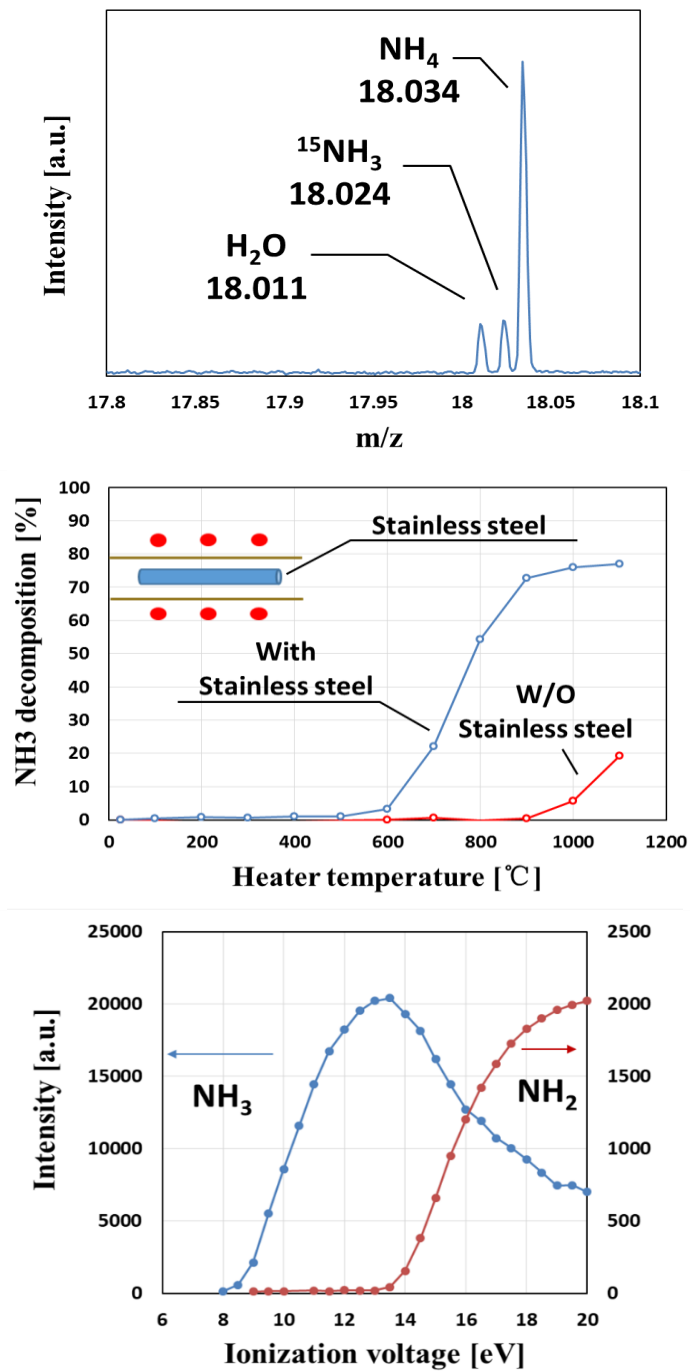 NH₄
18.034
¹⁵NH₃
18.024
H₂O
18.011
Intensity [a.u.]
17.8 17.85 17.9 17.95 18 18.05 18.1
m/z
100
90
80
70
60
50
40
30
20
10
0
NH3 decomposition [%]
Stainless steel
With
Stainless steel
W/O
Stainless steel
0 200 400 600 800 1000 1200
Heater temperature [℃]
25000 2500
20000 2000
15000 1500
10000 1000
5000 500
0 0
Intensity [a.u.]
NH₃
NH₂
6 8 10 12 14 16 18 20
Ionization voltage [eV]